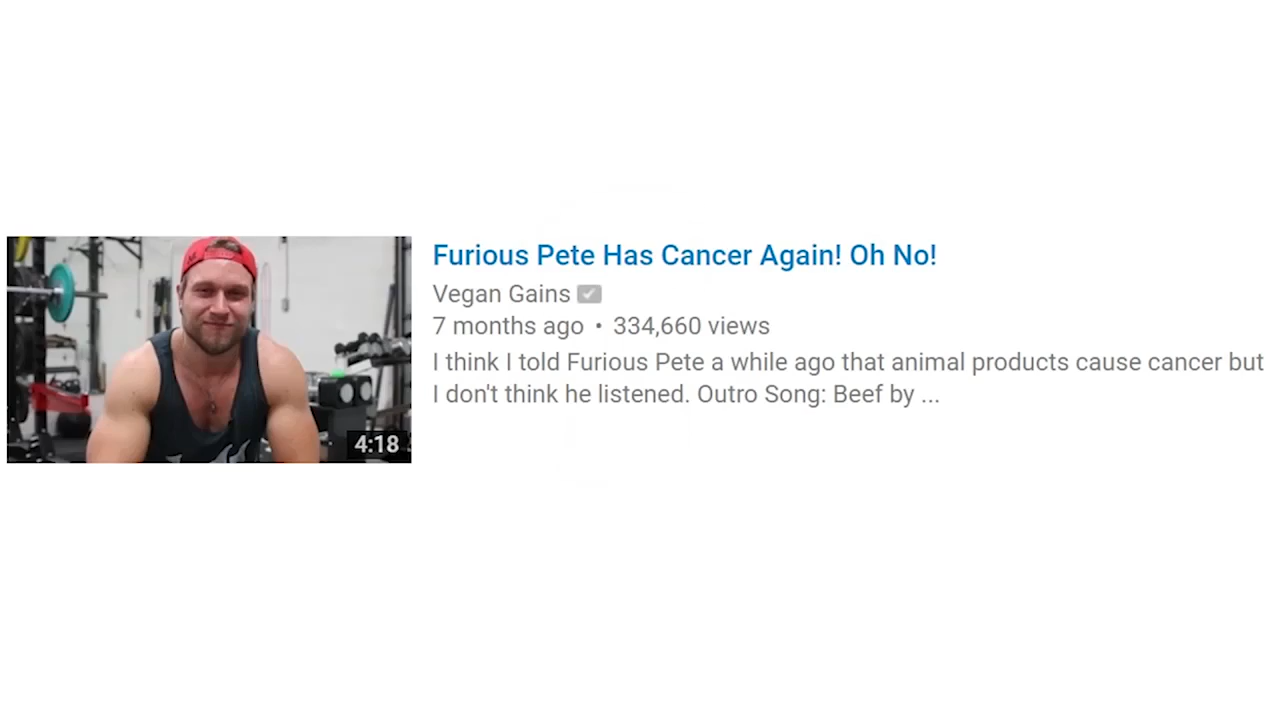 Furious Pete Has Cancer Again! Oh No!
Vegan Gains
7 months ago • 334,660 views
I think I told Furious Pete a while ago that animal products cause cancer but
I don't think he listened. Outro Song: Beef by ...
4:18